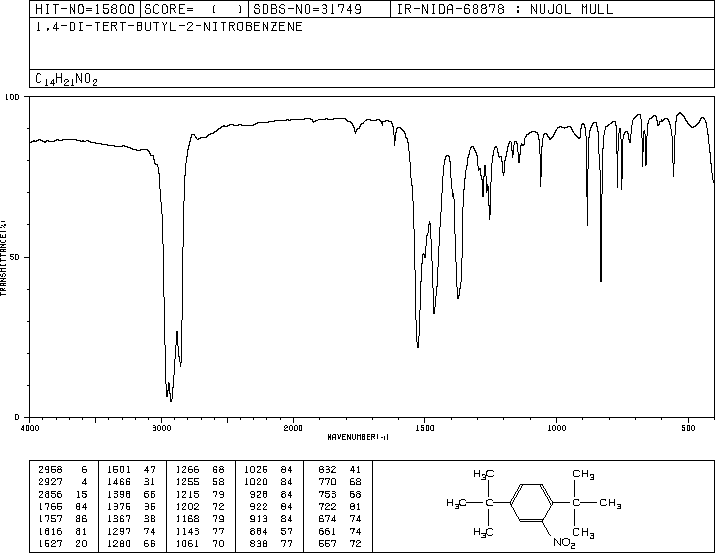 HIT-NO=15800 SCORE= ( ) SDBS-NO=31749 IR-NIDA-68878 : NUJOL MULL
1,4-DI-TERT-BUTYL-2-NITROBENZENE
C14H21NO2
100
50
0
TRANSMITTANCE(%)
4000 3000 2000 1500 1000 500
WAVENUMBER(-1)
2958 6 1501 47 1266 68 1026 84 832 41
2927 4 1466 31 1255 58 1020 84 770 68
2856 15 1398 66 1215 79 928 84 753 68
1765 84 1375 36 1202 72 922 84 722 81
1757 86 1367 38 1168 79 913 84 674 74
1616 81 1297 74 1145 77 884 57 661 74
1527 20 1280 66 1061 70 838 77 557 72
H3C CH3
H3C C C CH3
H3C CH3
NO2